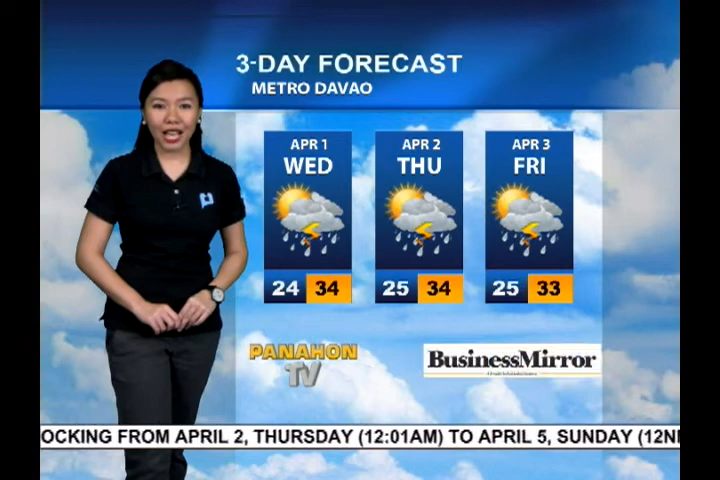 3-DAY FORECAST
METRO DAVAO
APR 1
WED
APR 2
THU
APR 3
FRI
24 34
25 34
25 33
PANAHON
TV
BusinessMirror
OCKING FROM APRIL 2, THURSDAY (12:01AM) TO APRIL 5, SUNDAY (12N